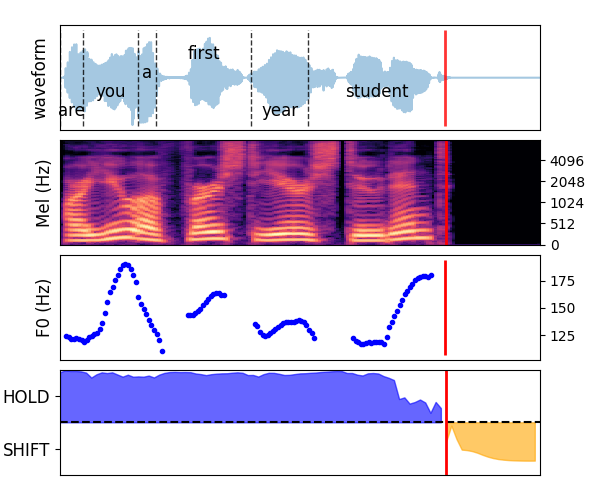 waveform
are
you
a
first
year
student
Mel (Hz)
4096
2048
1024
512
0
F0 (Hz)
175
150
125
HOLD
SHIFT